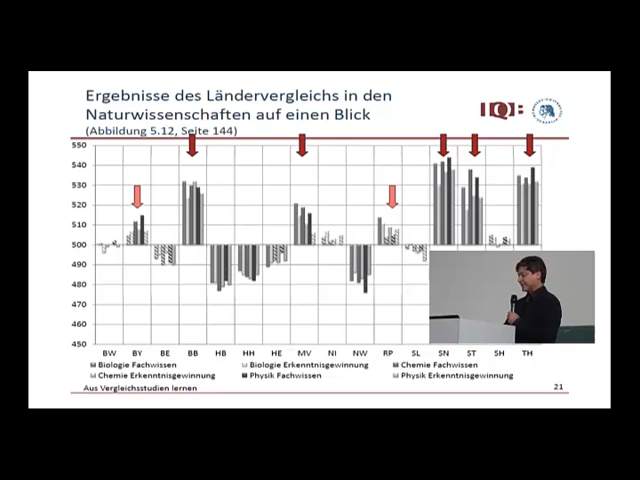 Ergebnisse des Ländervergleichs in den
Naturwissenschaften auf einen Blick
(Abbildung 5.12, Seite 144)
IQB
550
540
530
520
510
500
490
480
470
460
450
BW BY BE BB HB HH HE MV NI NW RP SL SN ST SH TH
Biologie Fachwissen Biologie Erkenntnisgewinnung Chemie Fachwissen
Chemie Erkenntnisgewinnung Physik Fachwissen Physik Erkenntnisgewinnung
Aus Vergleichsstudien lernen 21